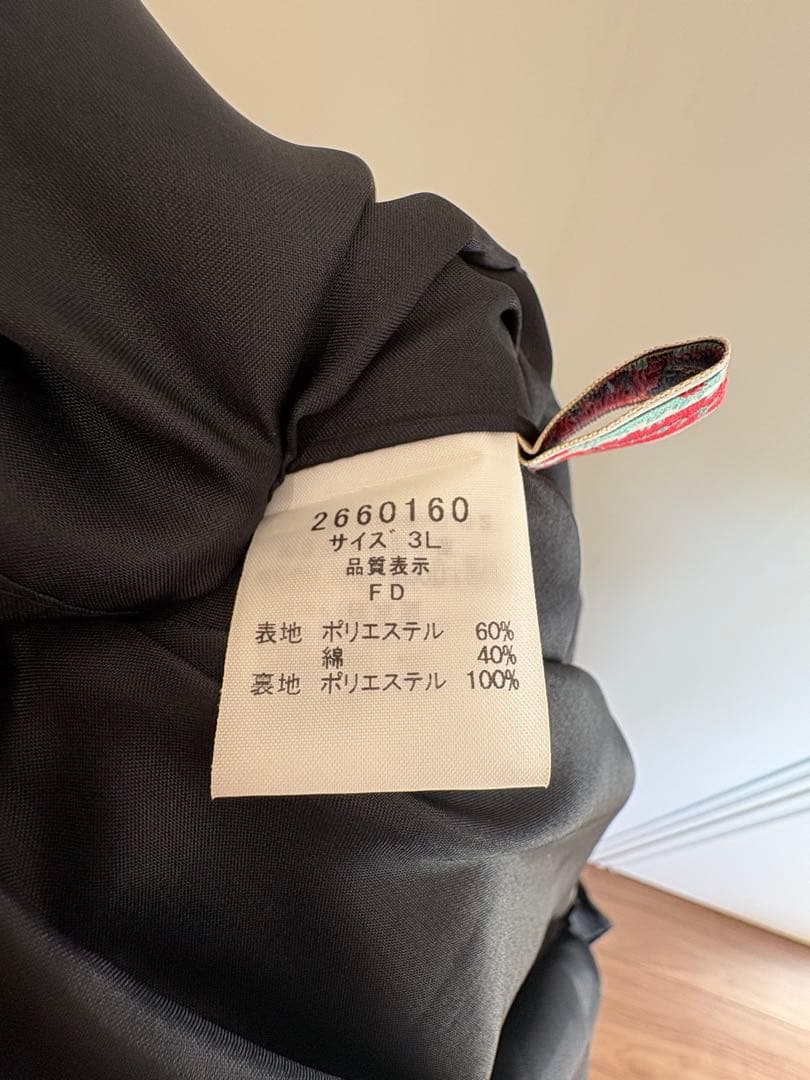 2660160
サイズ 3L
品質表示
FD
表地 ポリエステル 60%
綿 40%
裏地 ポリエステル 100%